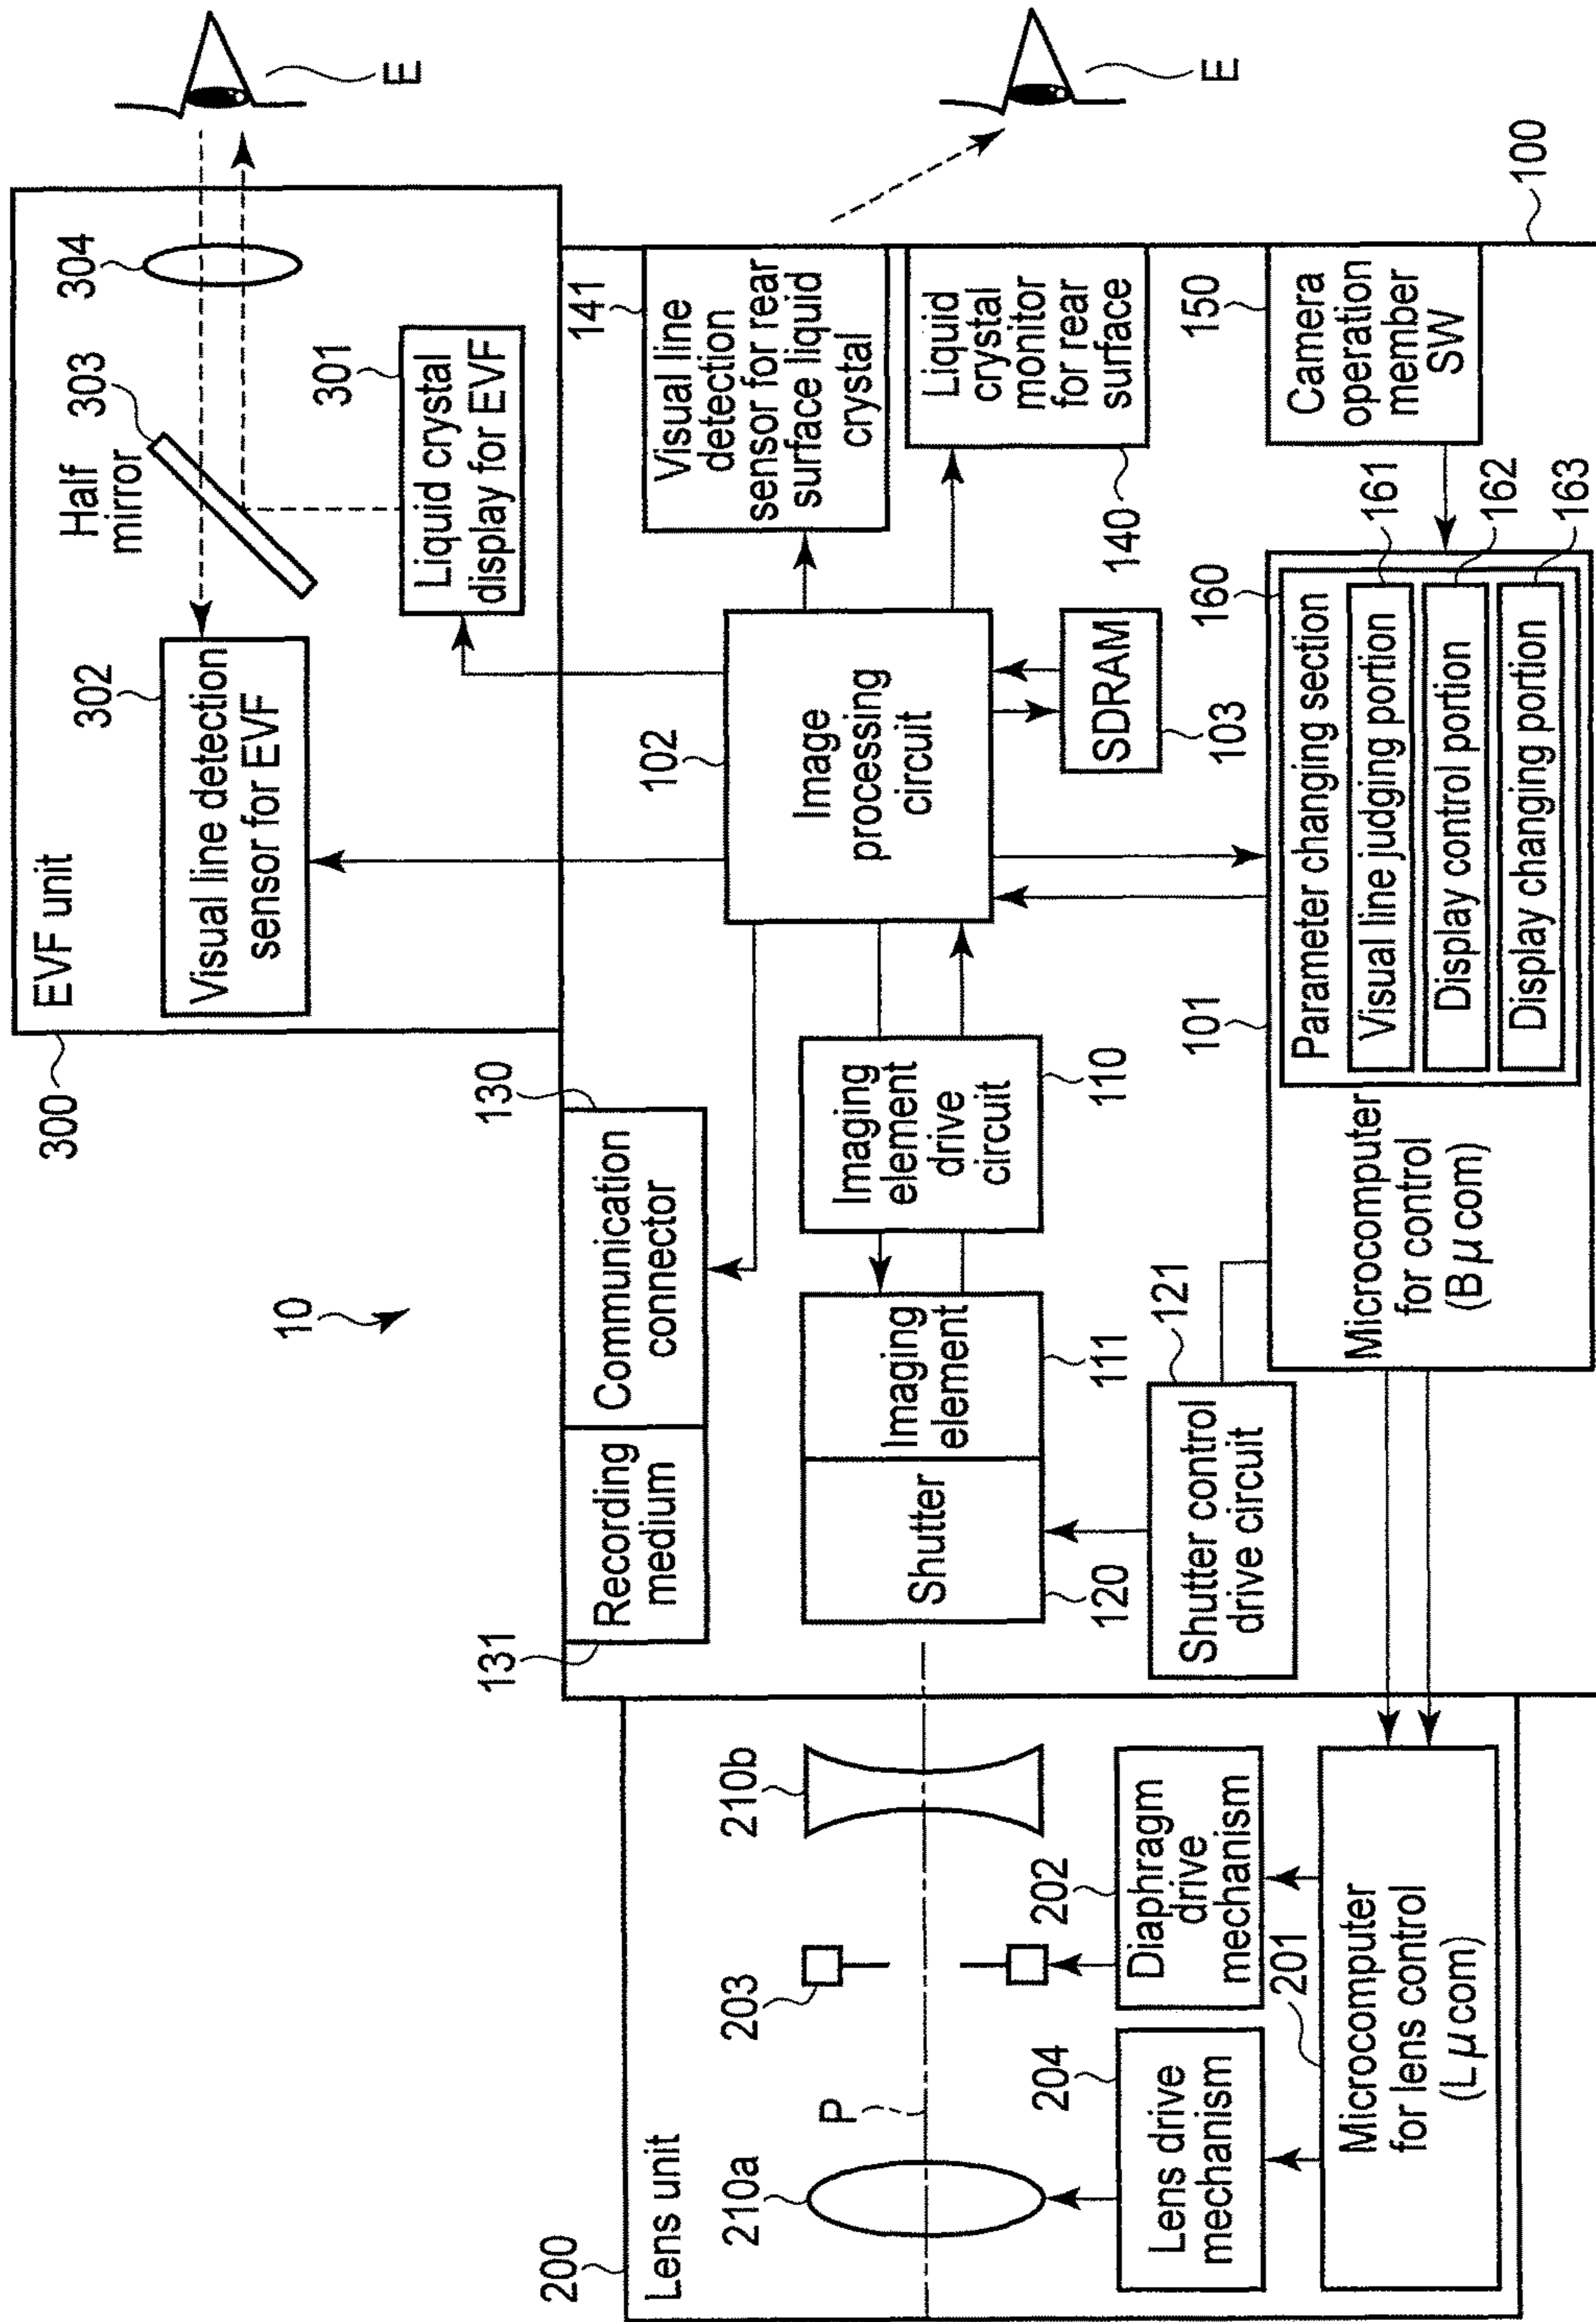 10
300
EVF unit
302
Visual line detection
sensor for EVF
Half
mirror
303
304
301
Liquid crystal
display for EVF
E
131
Recording
medium
130
Communication
connector
102
Image
processing
circuit
141
Visual line
detection
sensor for rear
surface liquid
crystal
E
Shutter
120
Imaging
element
111
Imaging
element
drive
circuit
110
SDRAM
103
Liquid
crystal
monitor
for rear
surface
140
121
Shutter control
drive circuit
101
Microcomputer
for control
(Bμcom)
160
Parameter changing section
Visual line judging portion
161
Display control portion
162
Display changing portion
163
150
Camera
operation
member
SW
100
200
Lens unit
210a
P
203
210b
204
Lens drive
mechanism
202
Diaphragm
drive
mechanism
201
Microcomputer
for lens control
(Lμcom)